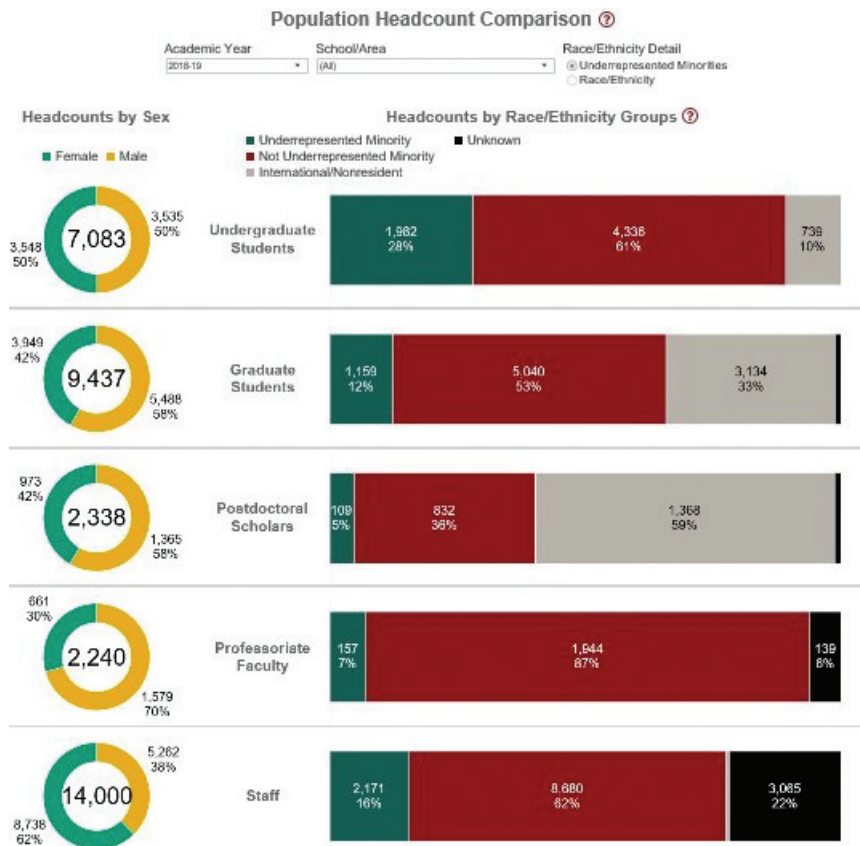 Population Headcount Comparison ?
Academic Year
School/Area
Race/Ethnicity Detail
2018-19
(All)
Underrepresented Minorities
Race/Ethnicity
Headcounts by Sex
Headcounts by Race/Ethnicity Groups ?
Female Male
Underrepresented Minority
Unknown
Not Underrepresented Minority
International/Nonresident
3,548
50%
7,083
3,535
50%
Undergraduate
Students
1,962
28%
4,336
61%
739
10%
3,949
42%
9,437
5,488
58%
Graduate
Students
1,159
12%
5,040
53%
3,134
33%
973
42%
2,338
1,365
58%
Postdoctoral
Scholars
109
5%
832
36%
1,368
59%
661
30%
2,240
1,579
70%
Professoriate
Faculty
157
7%
1,944
87%
139
6%
8,738
62%
14,000
5,262
38%
Staff
2,171
16%
8,680
62%
3,065
22%